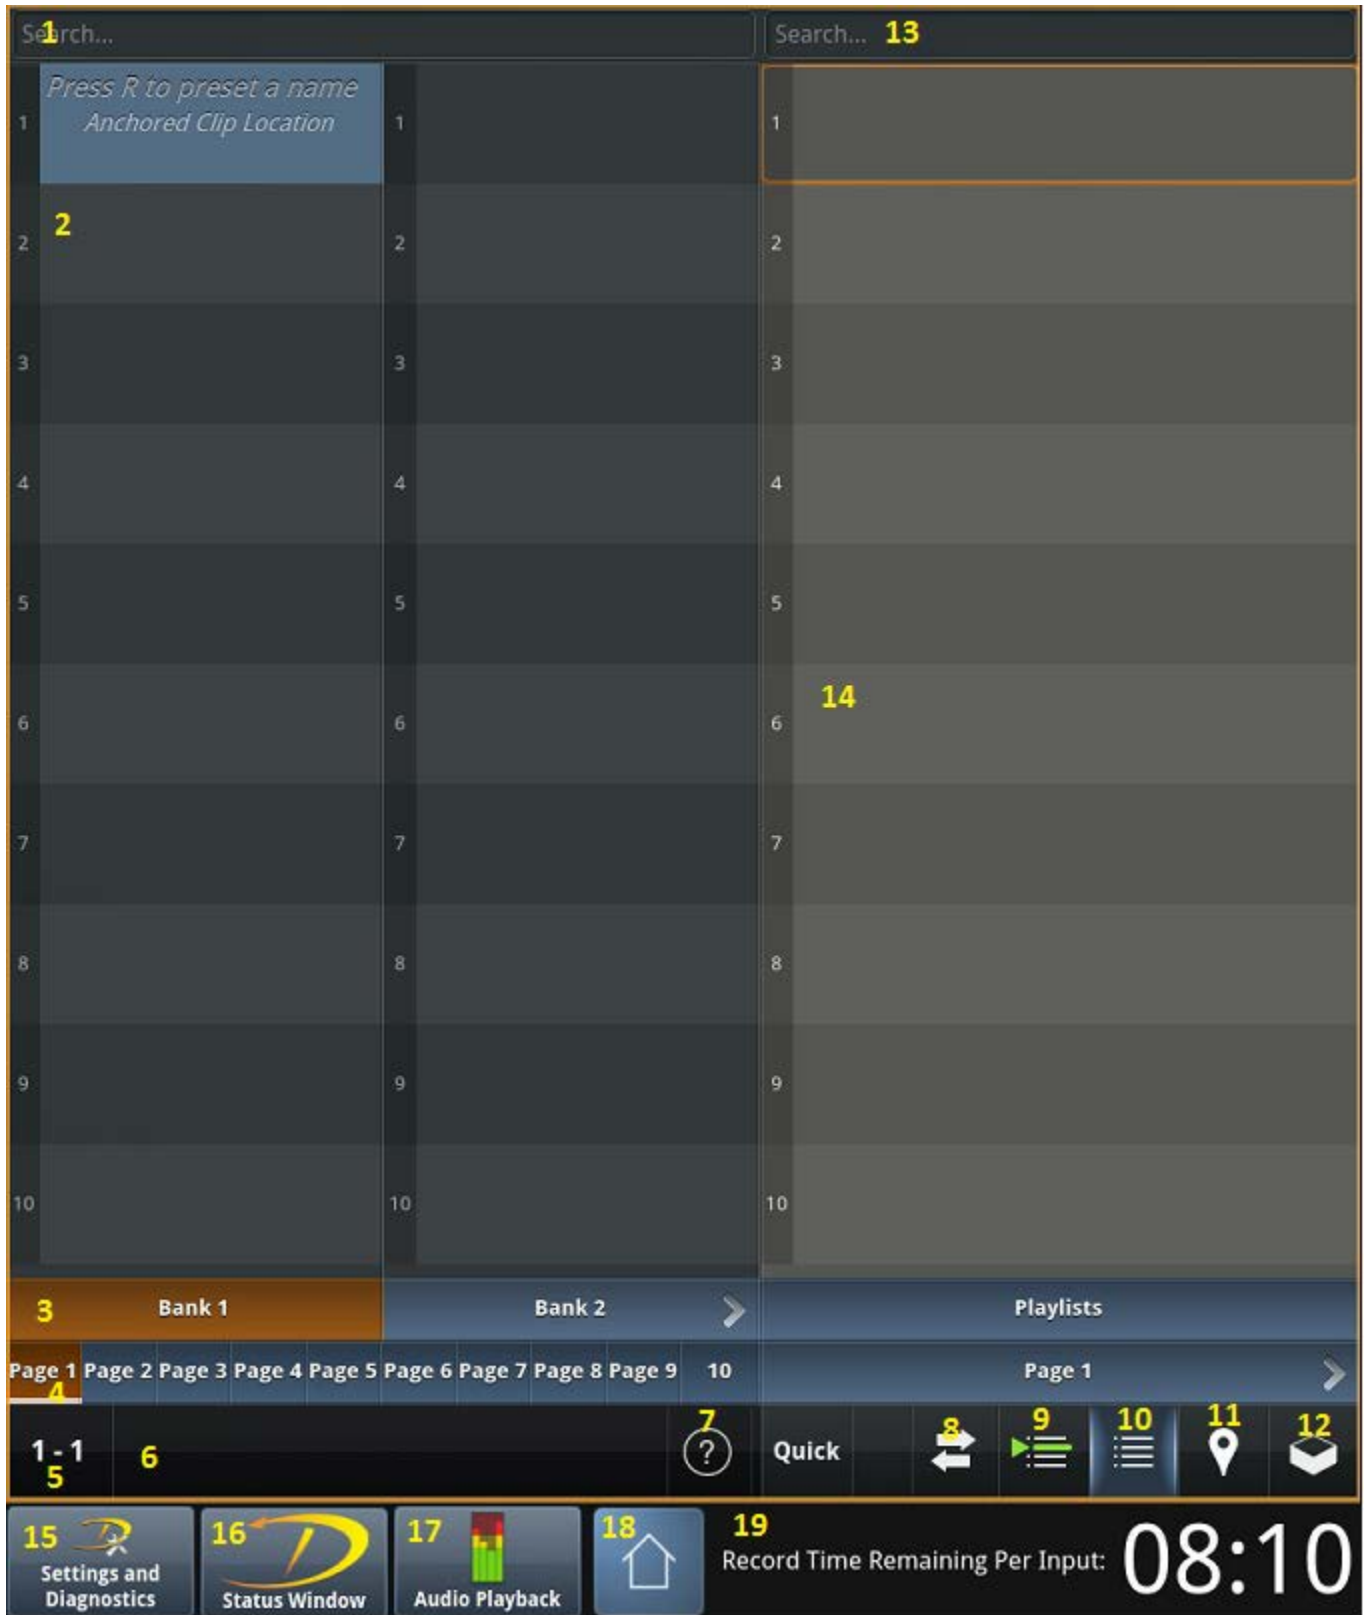 Search... 1
Search... 13
Press R to preset a name
Anchored Clip Location
1 1 1
2
2 2 2
3 3 3
4 4 4
5 5 5
14
6 6 6
7 7 7
8 8 8
9 9 9
10 10 10
3 Bank 1 Bank 2 Playlists
Page 1 Page 2 Page 3 Page 4 Page 5 Page 6 Page 7 Page 8 Page 9 10 Page 1
4
7 8 9 10 11 12
1 - 1 6 ? Quick
5
15 Settings and
Diagnostics
16 Status Window
17 Audio Playback
18
19
Record Time Remaining Per Input: 08:10